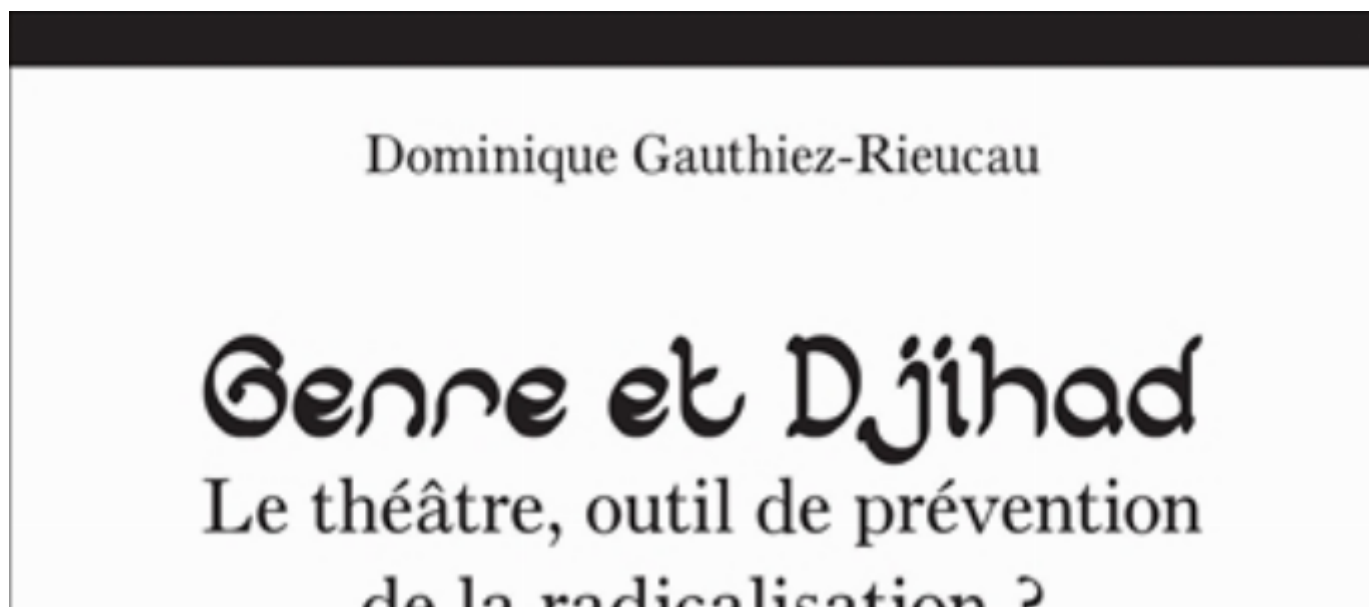 Dominique Gauthiez-Rieucau
Genre et Djihad
Le théâtre, outil de prévention
de la radicalisation ?